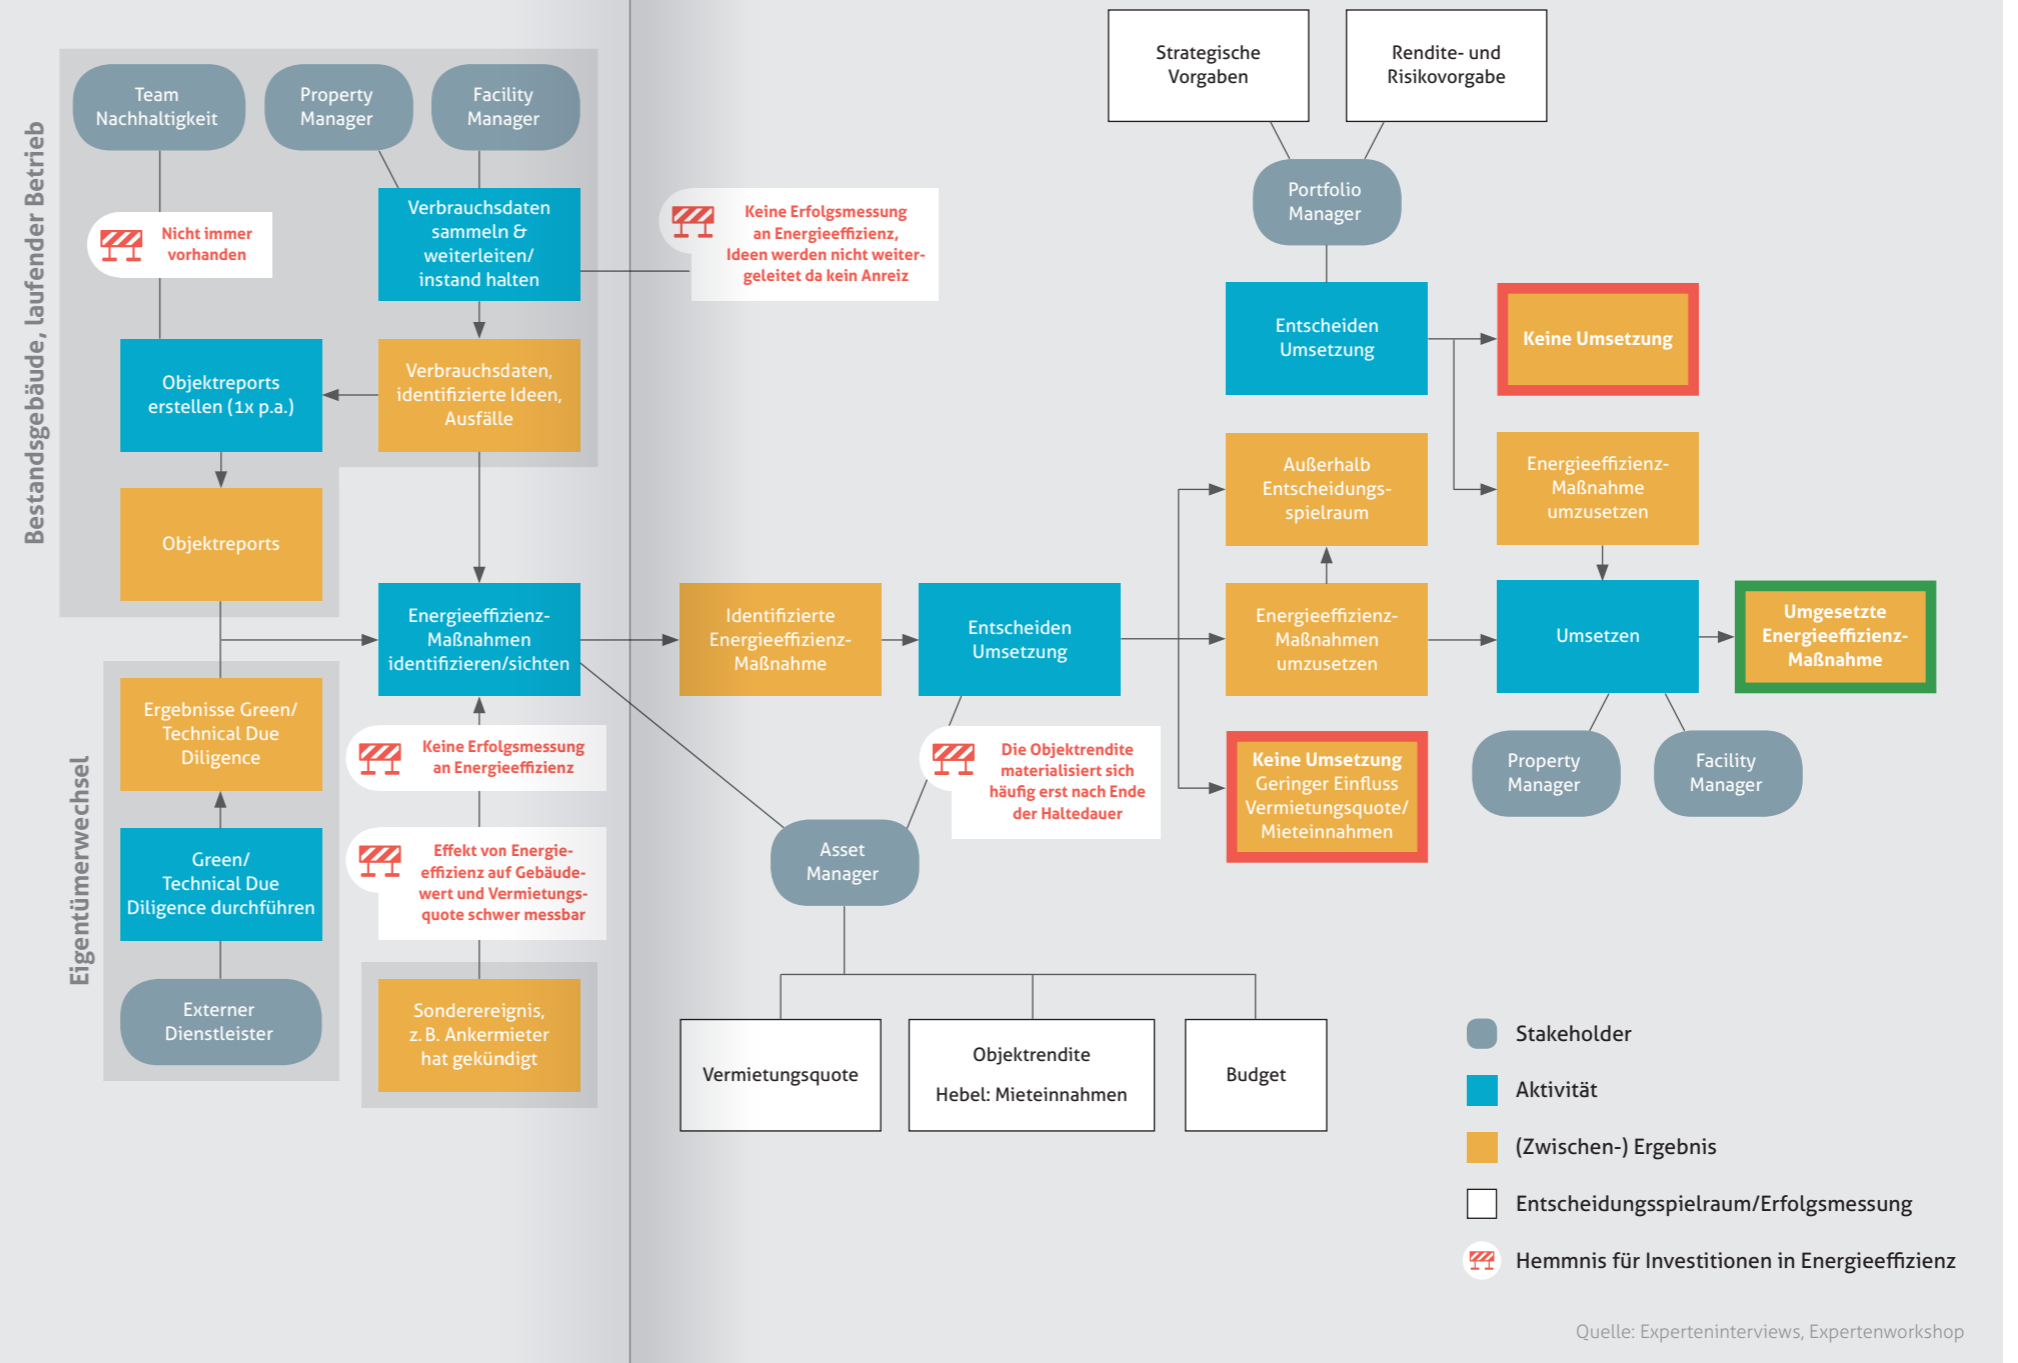 Bestandsgebäude, laufender Betrieb
Team
Nachhaltigkeit
Property
Manager
Facility
Manager
Nicht immer
vorhanden
Verbrauchsdaten
sammeln &
weiterleiten/
instand halten
Keine Erfolgsmessung
an Energieeffizienz,
Ideen werden nicht weiter-
geleitet da kein Anreiz
Objektreports
erstellen (1x p.a.)
Verbrauchsdaten,
identifizierte Ideen,
Ausfälle
Objektreports
Eigentümerwechsel
Ergebnisse Green/
Technical Due
Diligence
Green/
Technical Due
Diligence durchführen
Externer
Dienstleister
Energieeffizienz-
Maßnahmen
identifizieren/sichten
Keine Erfolgsmessung
an Energieeffizienz
Effekt von Energie-
effizienz auf Gebäude-
wert und Vermietungs-
quote schwer messbar
Sonderereignis,
z. B. Ankermieter
hat gekündigt
Identifizierte
Energieeffizienz-
Maßnahme
Entscheiden
Umsetzung
Die Objektrendite
materialisiert sich
häufig erst nach Ende
der Haltedauer
Asset
Manager
Vermietungsquote
Objektrendite
Hebel: Mieteinnahmen
Budget
Strategische
Vorgaben
Rendite- und
Risikovorgabe
Portfolio
Manager
Entscheiden
Umsetzung
Keine Umsetzung
Außerhalb
Entscheidungs-
spielraum
Energieeffizienz-
Maßnahme
umzusetzen
Energieeffizienz-
Maßnahmen
umzusetzen
Umsetzen
Umgesetzte
Energieeffizienz-
Maßnahme
Keine Umsetzung
Geringer Einfluss
Vermietungsquote/
Mieteinnahmen
Property
Manager
Facility
Manager
Stakeholder
Aktivität
(Zwischen-) Ergebnis
Entscheidungsspielraum/Erfolgsmessung
Hemmnis für Investitionen in Energieeffizienz
Quelle: Experteninterviews, Expertenworkshop